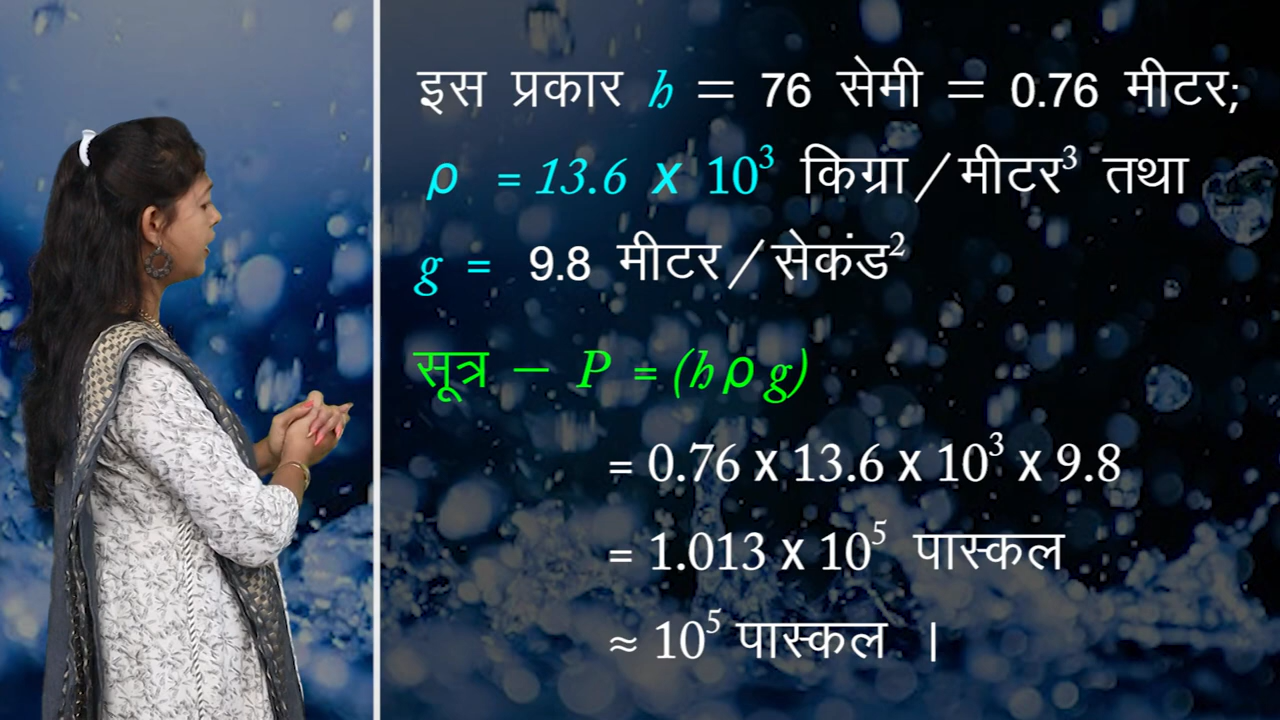 इस प्रकार h = 76 सेमी = 0.76 मीटर;
ρ = 13.6 x 10³ किग्रा/मीटर³ तथा
g = 9.8 मीटर/सेकंड²
सूत्र – P = (hρg)
= 0.76 x 13.6 x 10³ x 9.8
= 1.013 x 10⁵ पास्कल
≈ 10⁵ पास्कल ।